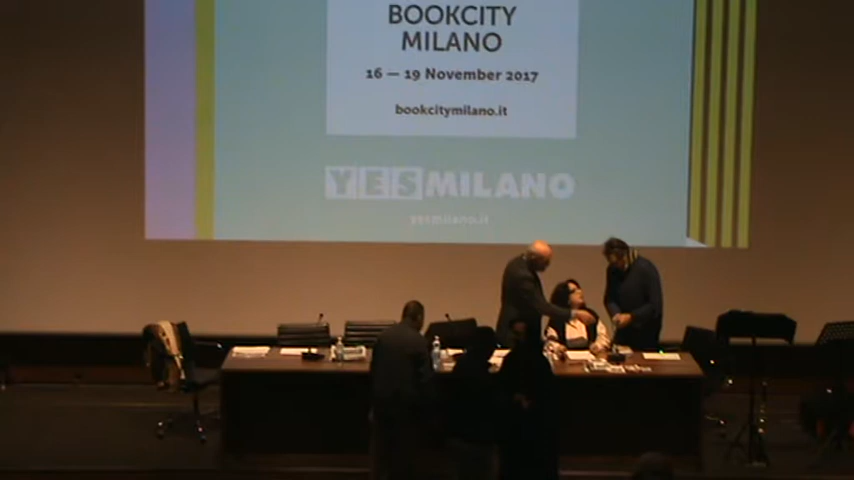 BOOKCITY
MILANO
16 — 19 November 2017
bookcitymilano.it
YESMILANO
yesmilano.it